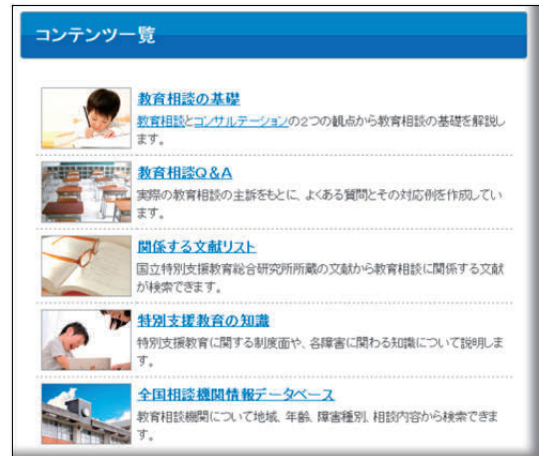 コンテンツ一覧
教育相談の基礎
教育相談とコンサルテーションの2つの観点から教育相談の基礎を解説し
ます。
教育相談Q&A
実際の教育相談の主訴をもとに、よくある質問とその対応例を作成してい
ます。
関係する文献リスト
国立特別支援教育総合研究所所蔵の文献から教育相談に関係する文献
が検索できます。
特別支援教育の知識
特別支援教育に関する制度面や、各障害に関わる知識について説明しま
す。
全国相談機関情報データベース
教育相談機関について地域、年齢、障害種別、相談内容から検索できま
す。